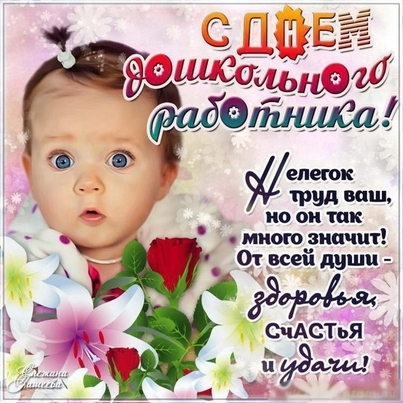 С ДНЕМ
дошкольного
работника!
Нелегок
труд ваш,
но он так
много значит!
От всей души -
здоровья,
СчАСТьЯ
и удачи!